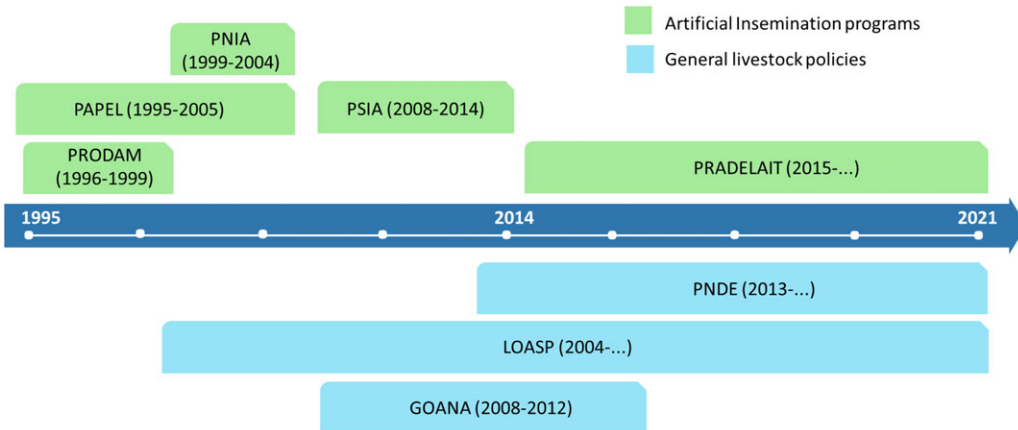 Artificial Insemination programs
General livestock policies
PNIA
(1999-2004)
PAPEL (1995-2005)
PSIA (2008-2014)
PRODAM
(1996-1999)
PRADELAIT (2015-...)
1995
2014
2021
PNDE (2013-...)
LOASP (2004-...)
GOANA (2008-2012)